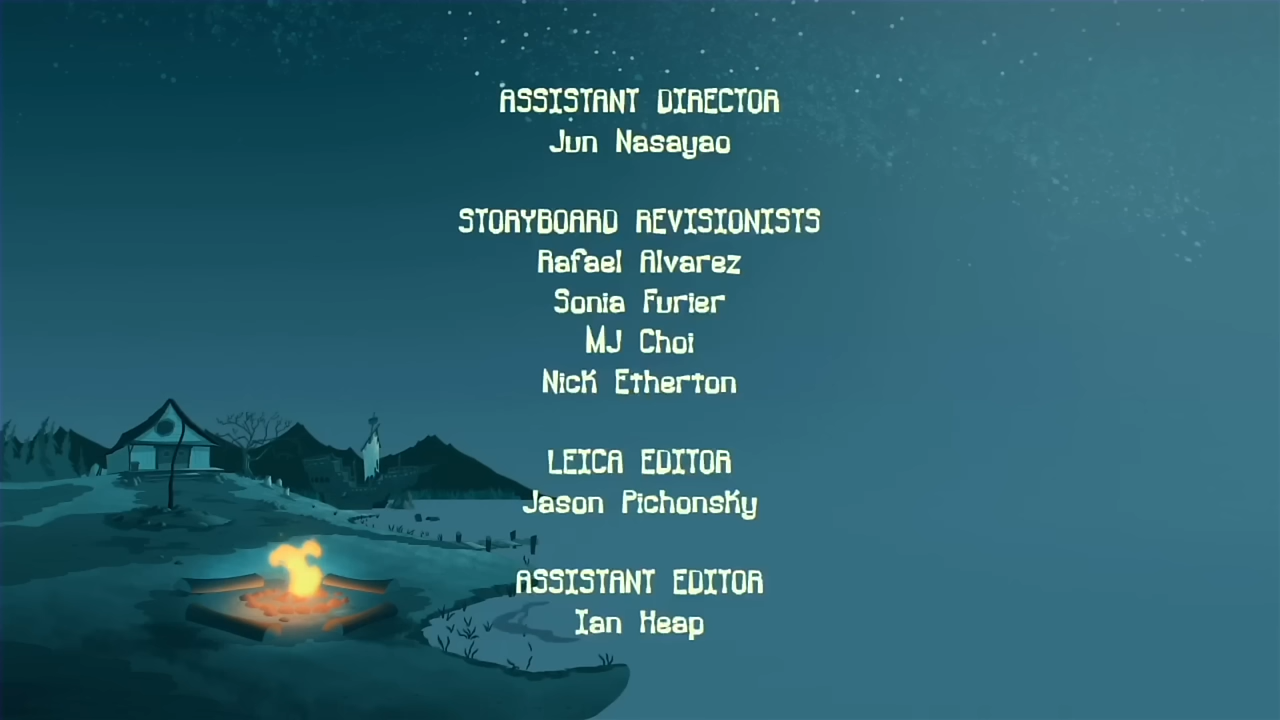 ASSISTANT DIRECTOR
Jun Nasayao
STORYBOARD REVISIONISTS
Rafael Alvarez
Sonia Furier
MJ Choi
Nick Etherton
LEICA EDITOR
Jason Pichonsky
ASSISTANT EDITOR
Ian Heap